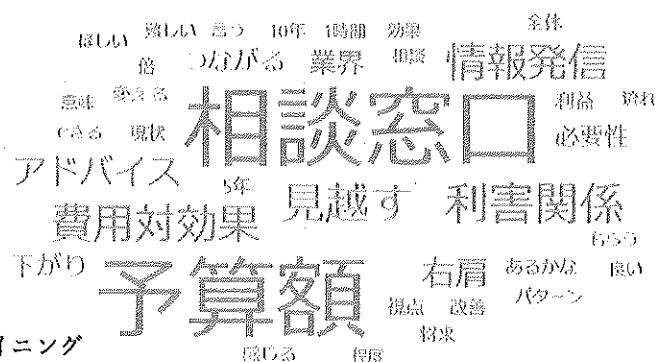 全体
ほしい 難しい 思う 10年 1時間 効果
倍 つながる 業界 相談 情報発信
意味 変える 相談窓口 利益 流れ
できる 現状 必要性
アドバイス 5年 見越す 利害関係
費用対効果 もらう
下がり 予算額 右肩 あるかな 良い
視点 改善 パターン
イニング 将来
感じる 程度